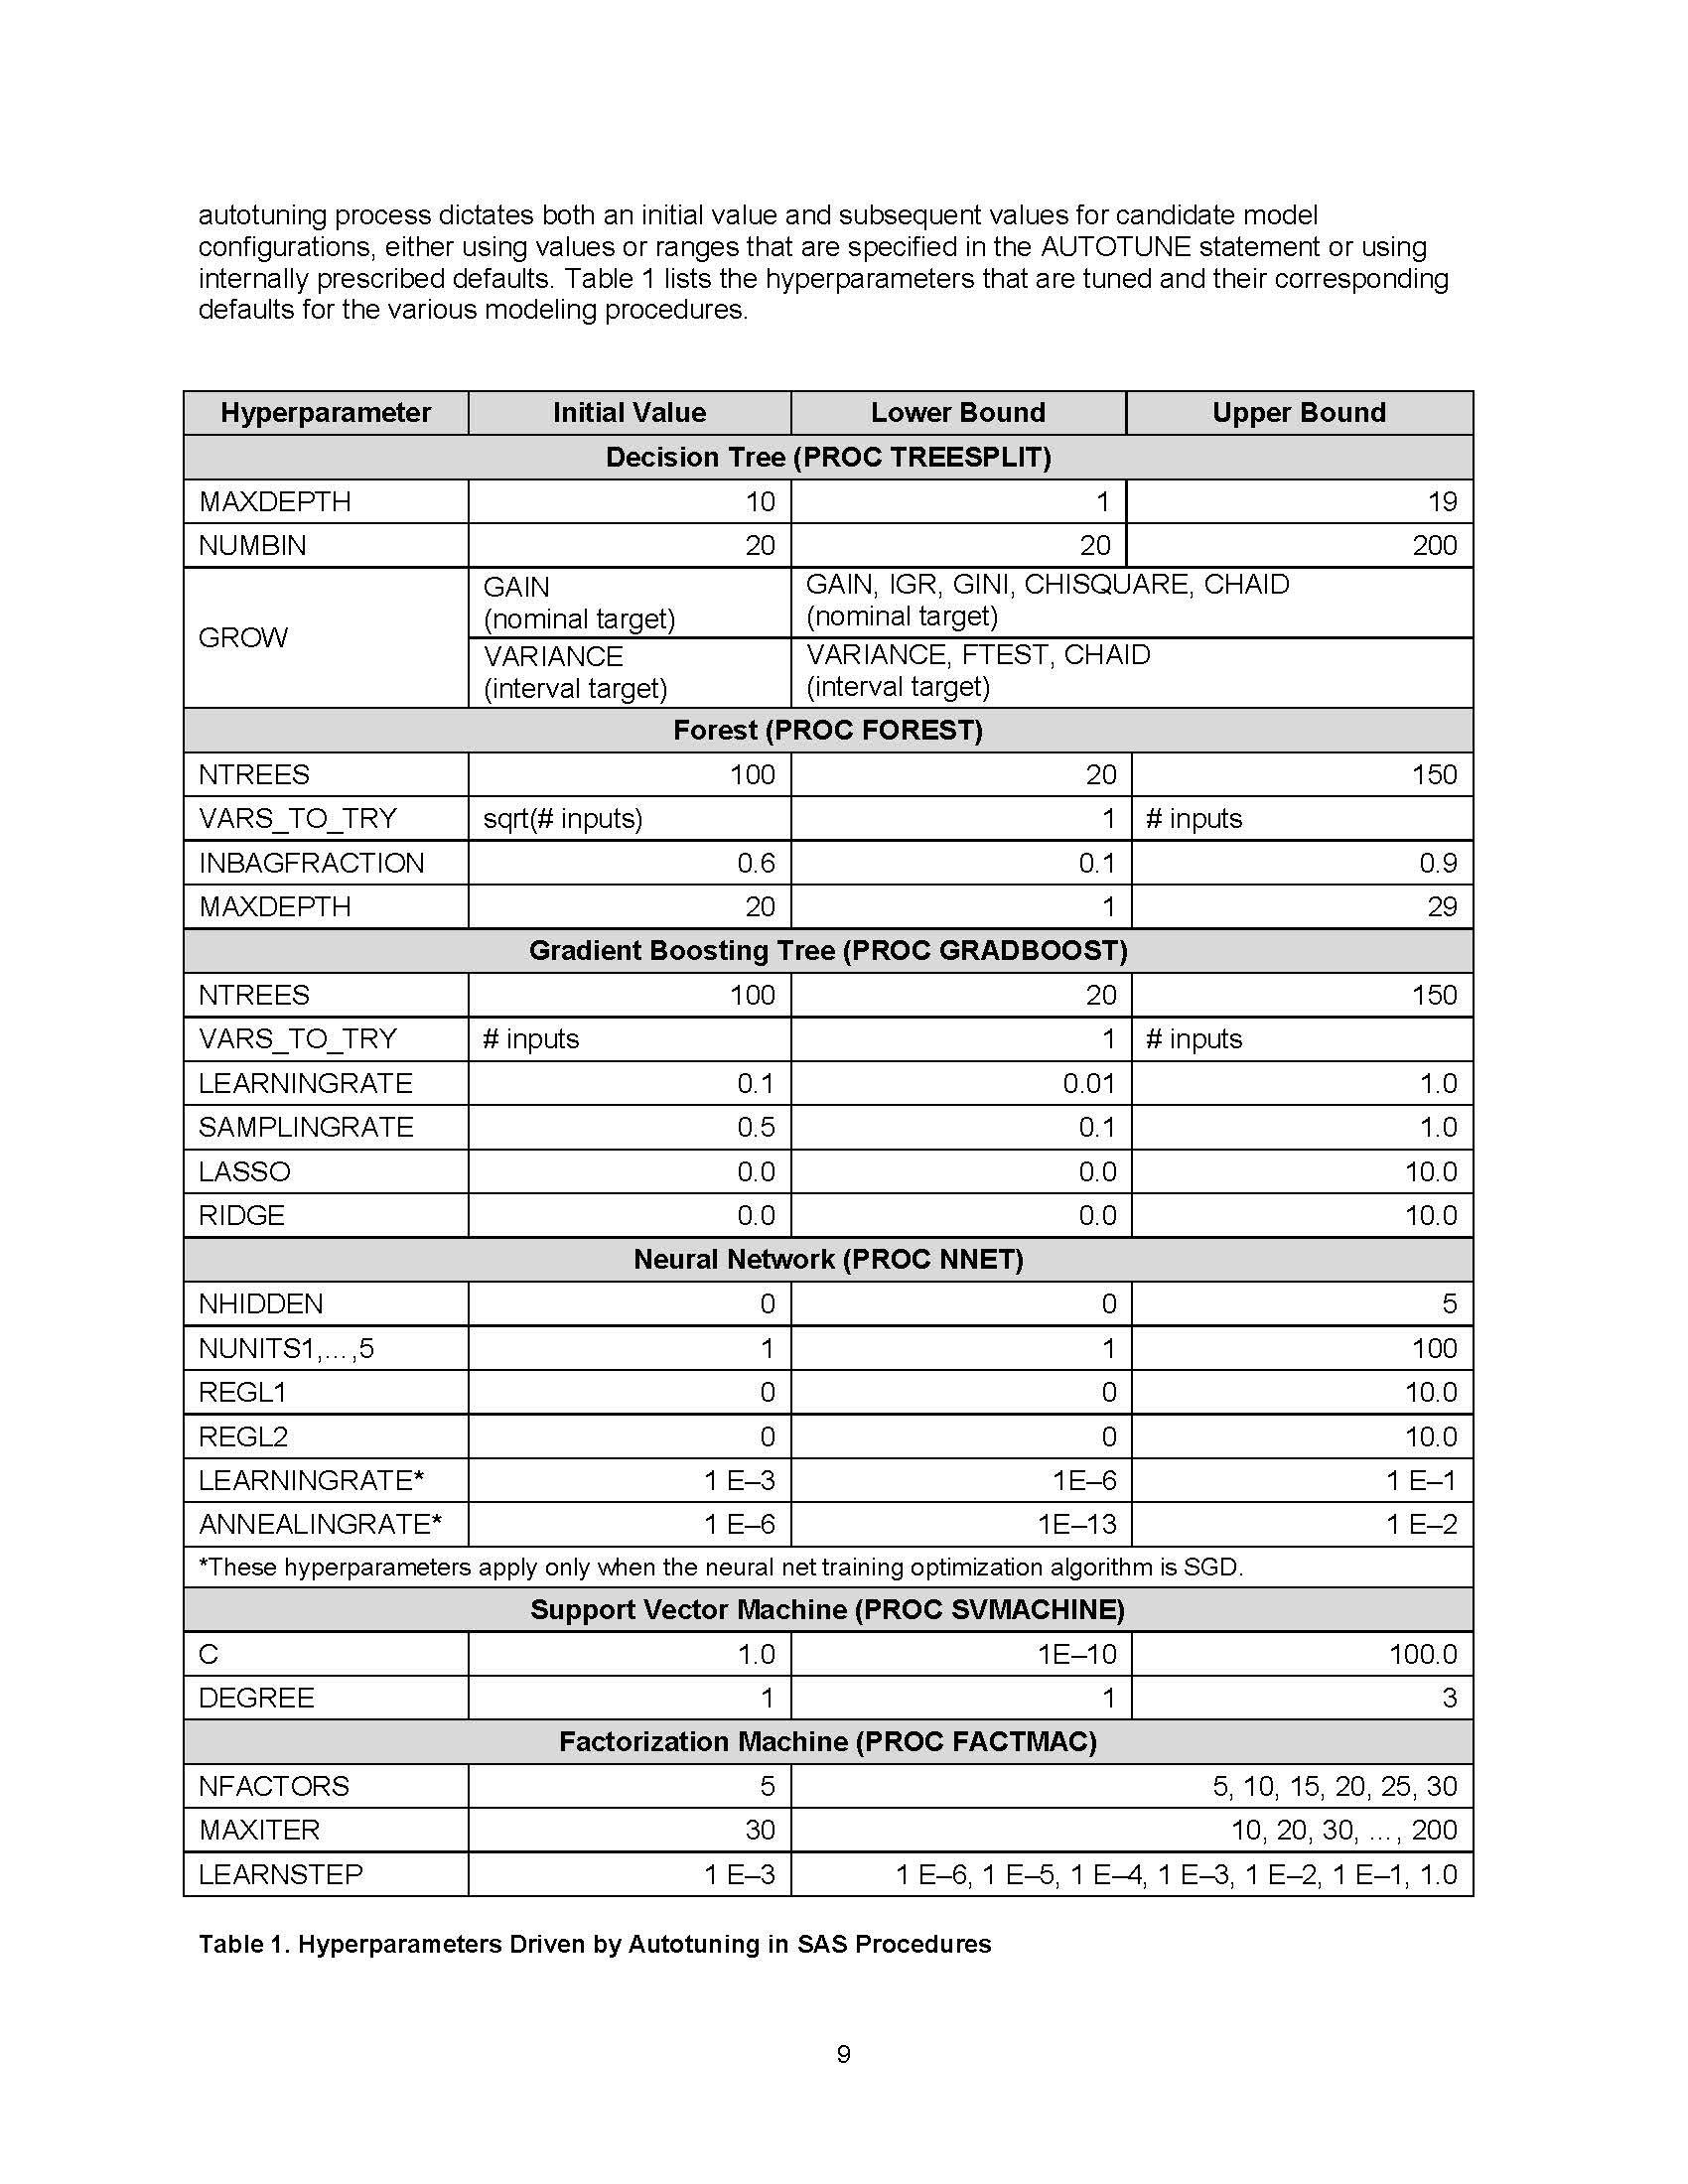 autotuning process dictates both an initial value and subsequent values for candidate model
configurations, either using values or ranges that are specified in the AUTOTUNE statement or using
internally prescribed defaults. Table 1 lists the hyperparameters that are tuned and their corresponding
defaults for the various modeling procedures.
Hyperparameter Initial Value Lower Bound Upper Bound
Decision Tree (PROC TREESPLIT)
MAXDEPTH 10 1 19
NUMBIN 20 20 200
GROW
GAIN
(nominal target)
GAIN, IGR, GINI, CHISQUARE, CHAID
(nominal target)
VARIANCE
(interval target)
VARIANCE, FTEST, CHAID
(interval target)
Forest (PROC FOREST)
NTREES 100 20 150
VARS_TO_TRY sqrt(# inputs) 1 # inputs
INBAGFRACTION 0.6 0.1 0.9
MAXDEPTH 20 1 29
Gradient Boosting Tree (PROC GRADBOOST)
NTREES 100 20 150
VARS_TO_TRY # inputs 1 # inputs
LEARNINGRATE 0.1 0.01 1.0
SAMPLINGRATE 0.5 0.1 1.0
LASSO 0.0 0.0 10.0
RIDGE 0.0 0.0 10.0
Neural Network (PROC NNET)
NHIDDEN 0 0 5
NUNITS1,…,5 1 1 100
REGL1 0 0 10.0
REGL2 0 0 10.0
LEARNINGRATE* 1 E–3 1E–6 1 E–1
ANNEALINGRATE* 1 E–6 1E–13 1 E–2
*These hyperparameters apply only when the neural net training optimization algorithm is SGD.
Support Vector Machine (PROC SVMACHINE)
C 1.0 1E–10 100.0
DEGREE 1 1 3
Factorization Machine (PROC FACTMAC)
NFACTORS 5 5, 10, 15, 20, 25, 30
MAXITER 30 10, 20, 30, …, 200
LEARNSTEP 1 E–3 1 E–6, 1 E–5, 1 E–4, 1 E–3, 1 E–2, 1 E–1, 1.0
Table 1. Hyperparameters Driven by Autotuning in SAS Procedures
9